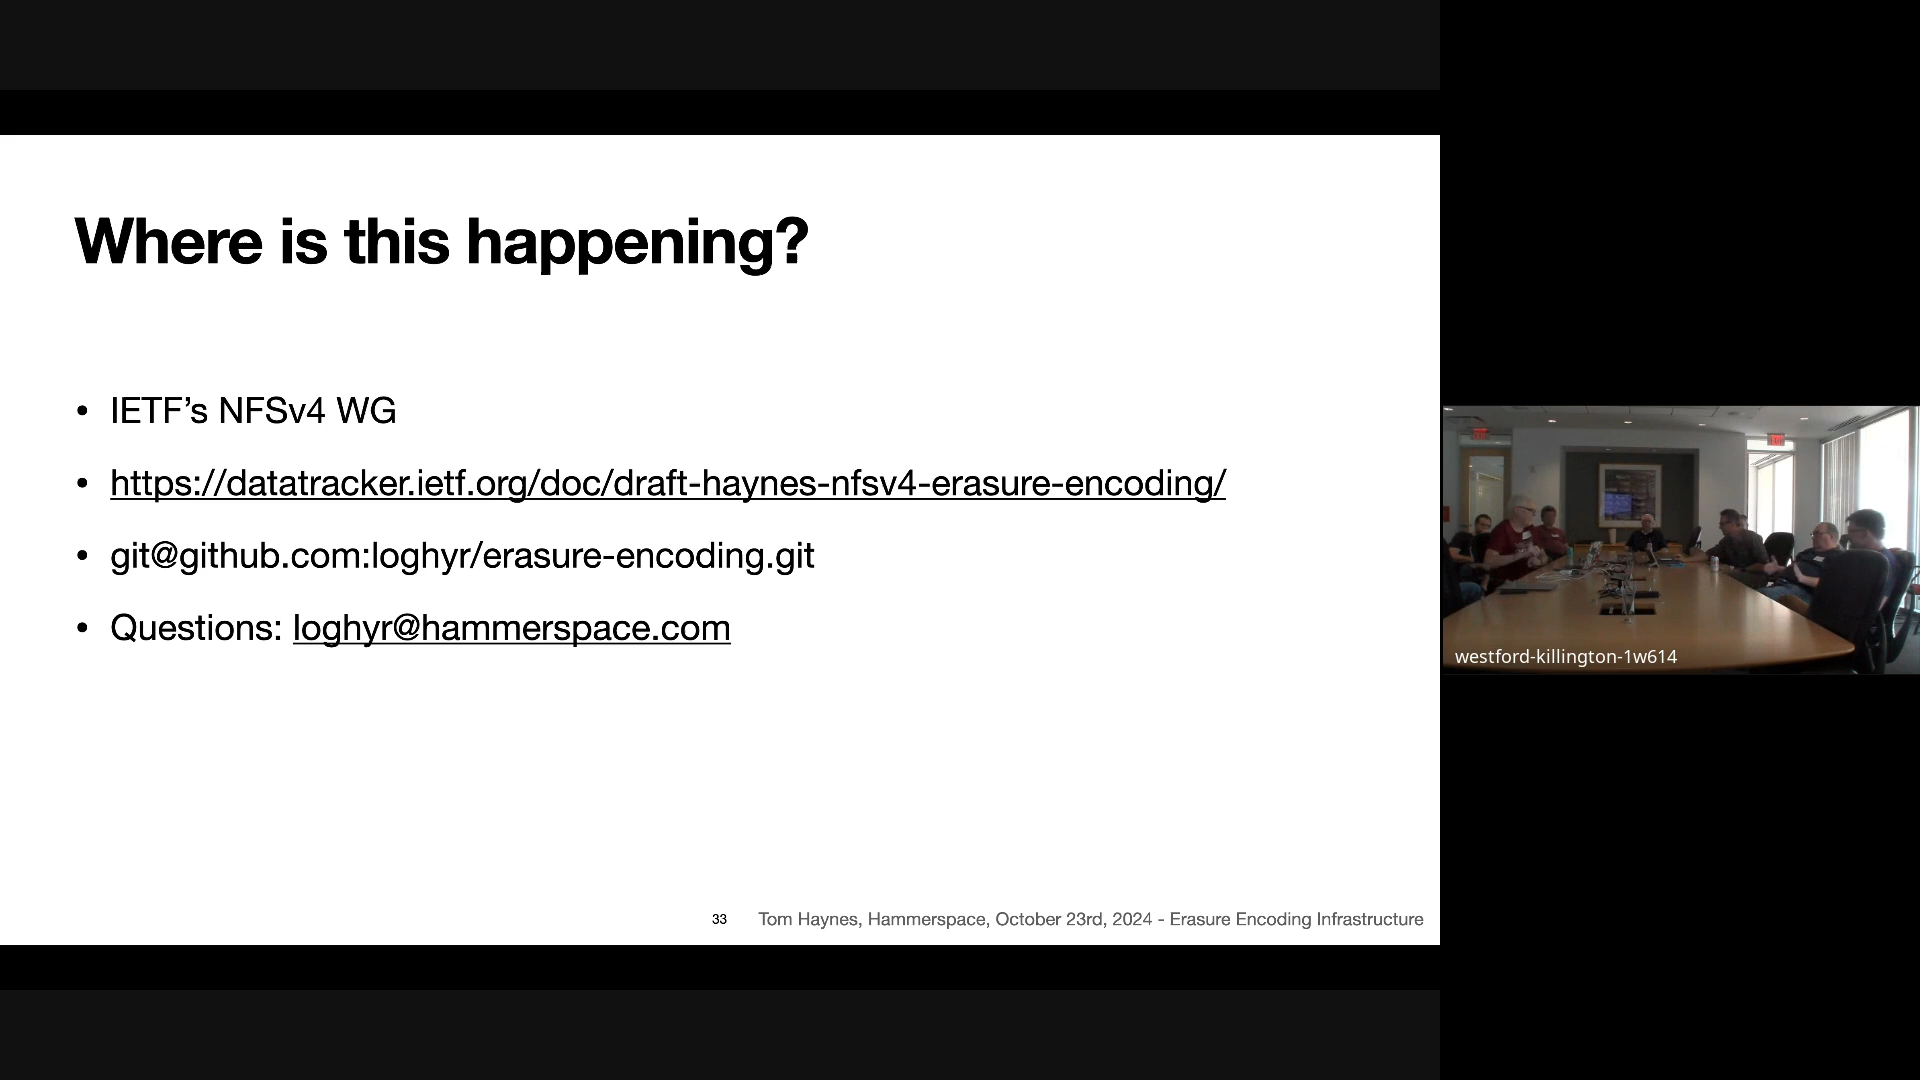 Where is this happening?
• IETF’s NFSv4 WG
• https://datatracker.ietf.org/doc/draft-haynes-nfsv4-erasure-encoding/
• git@github.com:loghyr/erasure-encoding.git
• Questions: loghyr@hammerspace.com
33 Tom Haynes, Hammerspace, October 23rd, 2024 - Erasure Encoding Infrastructure
westford-killington-1w614